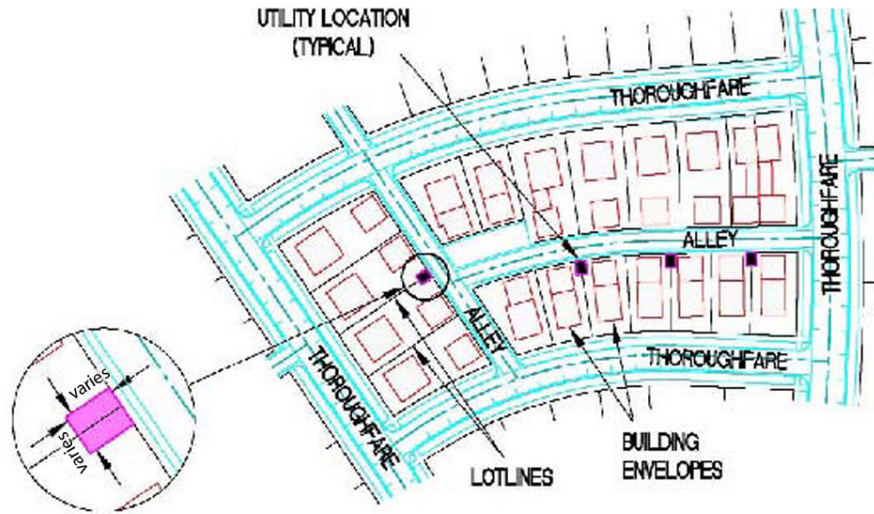 UTILITY LOCATION
(TYPICAL)
THOROUGHFARE
THOROUGHFARE
ALLEY
ALLEY
THOROUGHFARE
THOROUGHFARE
varies
varies
LOTLINES
BUILDING
ENVELOPES